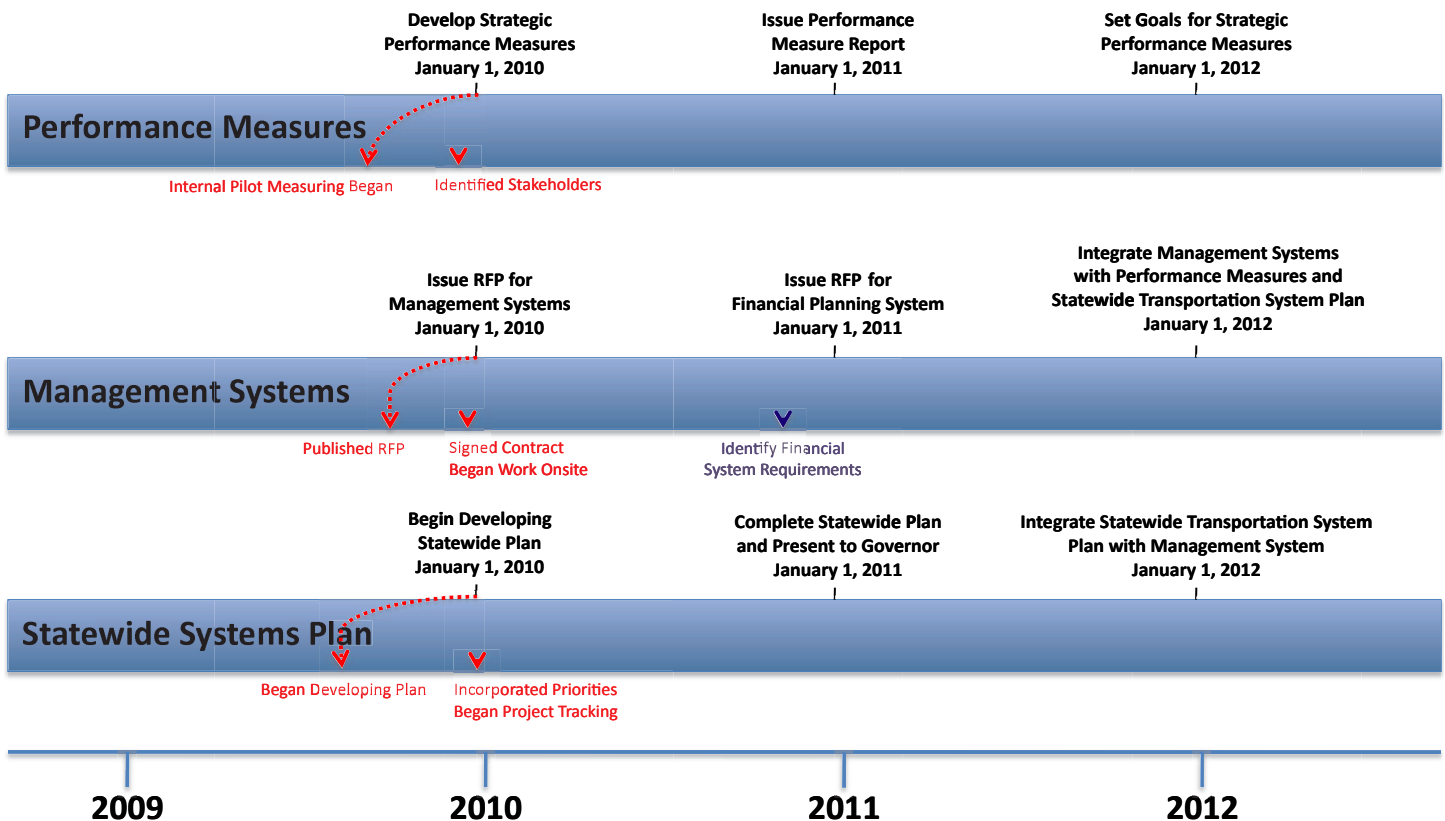 Develop Strategic
Performance Measures
January 1, 2010
Issue Performance
Measure Report
January 1, 2011
Set Goals for Strategic
Performance Measures
January 1, 2012
Performance Measures
Internal Pilot Measuring Began
Identified Stakeholders
Issue RFP for
Management Systems
January 1, 2010
Issue RFP for
Financial Planning System
January 1, 2011
Integrate Management Systems
with Performance Measures and
Statewide Transportation System Plan
January 1, 2012
Management Systems
Published RFP
Signed Contract
Began Work Onsite
Identify Financial
System Requirements
Begin Developing
Statewide Plan
January 1, 2010
Complete Statewide Plan
and Present to Governor
January 1, 2011
Integrate Statewide Transportation System
Plan with Management System
January 1, 2012
Statewide Systems Plan
Began Developing Plan
Incorporated Priorities
Began Project Tracking
2009
2010
2011
2012